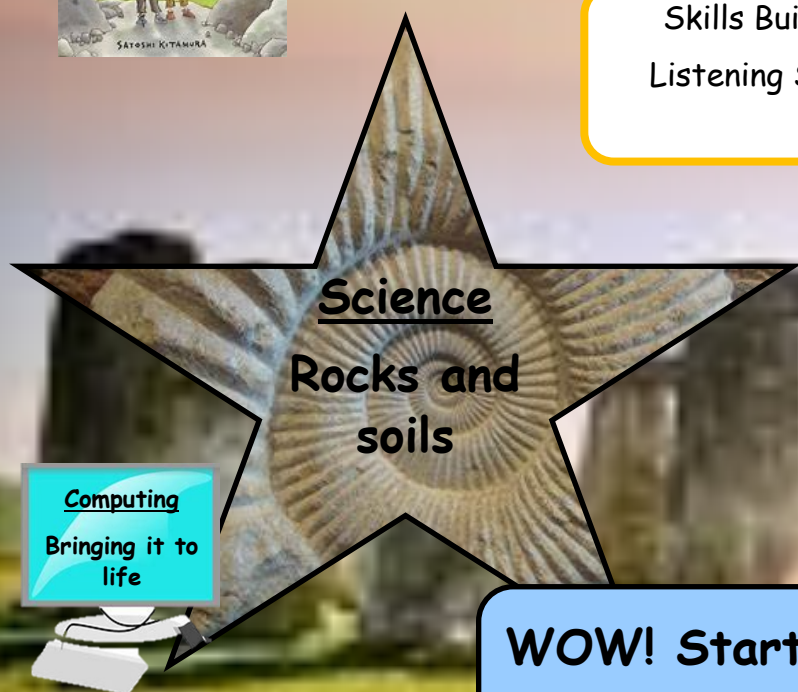 SATOSHI KITAMURA
Skills Bui
Listening S
Science
Rocks and
soils
Computing
Bringing it to
life
WOW! Start